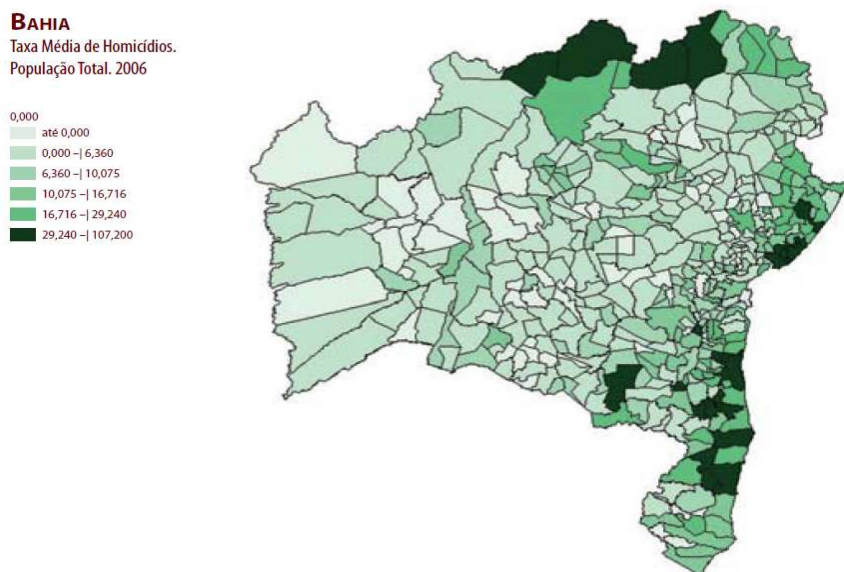 BAHIA
Taxa Média de Homicídios.
População Total. 2006
0,000
até 0,000
0,000 –| 6,360
6,360 –| 10,075
10,075 –| 16,716
16,716 –| 29,240
29,240 –| 107,200